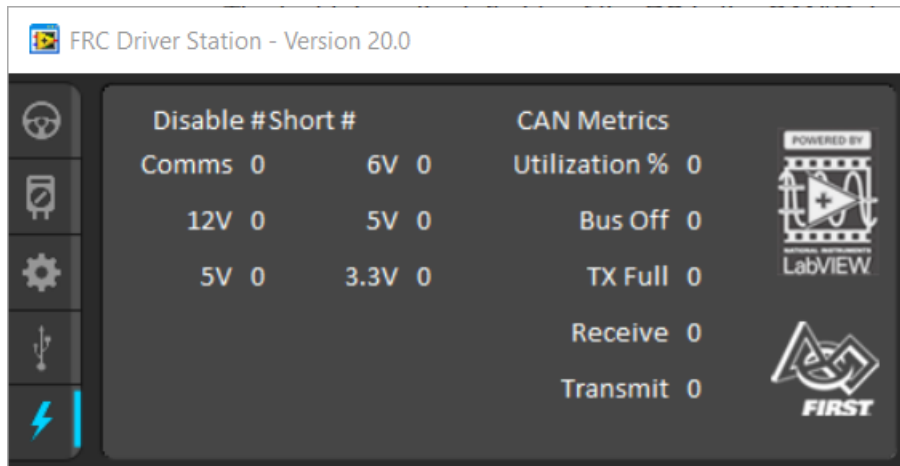 FRC Driver Station - Version 20.0
Disable # Short # CAN Metrics
Comms 0 6V 0 Utilization % 0
12V 0 5V 0 Bus Off 0
5V 0 3.3V 0 TX Full 0
Receive 0
Transmit 0
POWERED BY
NATIONAL INSTRUMENTS
LabVIEW
FIRST